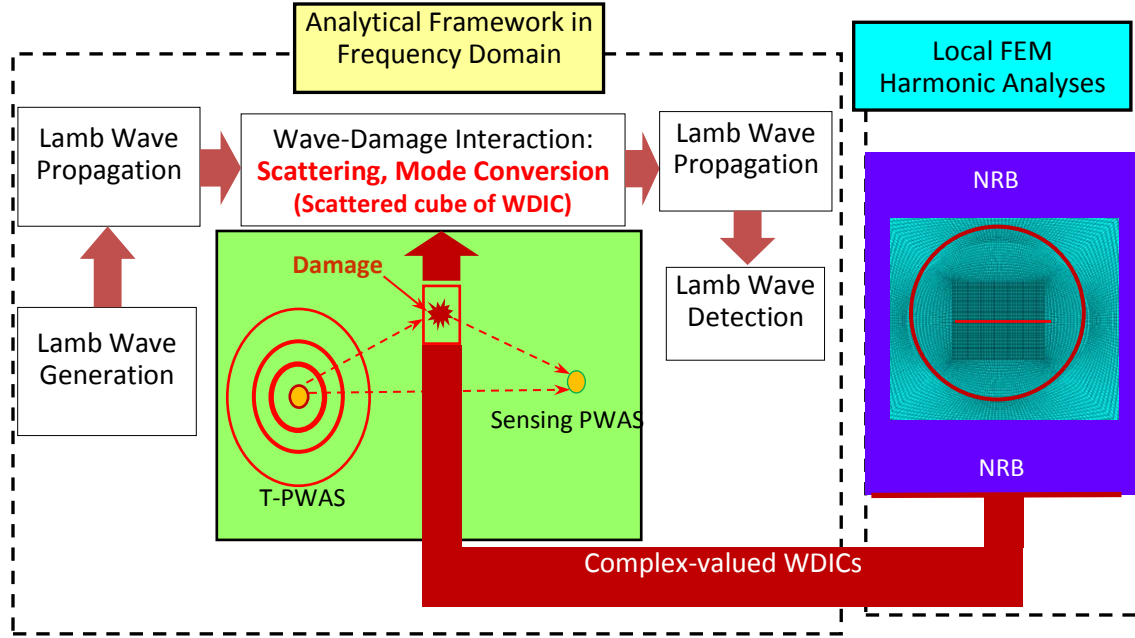 Analytical Framework in
Frequency Domain
Local FEM
Harmonic Analyses
Lamb Wave
Propagation
Wave-Damage Interaction:
Scattering, Mode Conversion
(Scattered cube of WDIC)
Lamb Wave
Propagation
NRB
Damage
Lamb Wave
Detection
Lamb Wave
Generation
Sensing PWAS
T-PWAS
NRB
Complex-valued WDICs